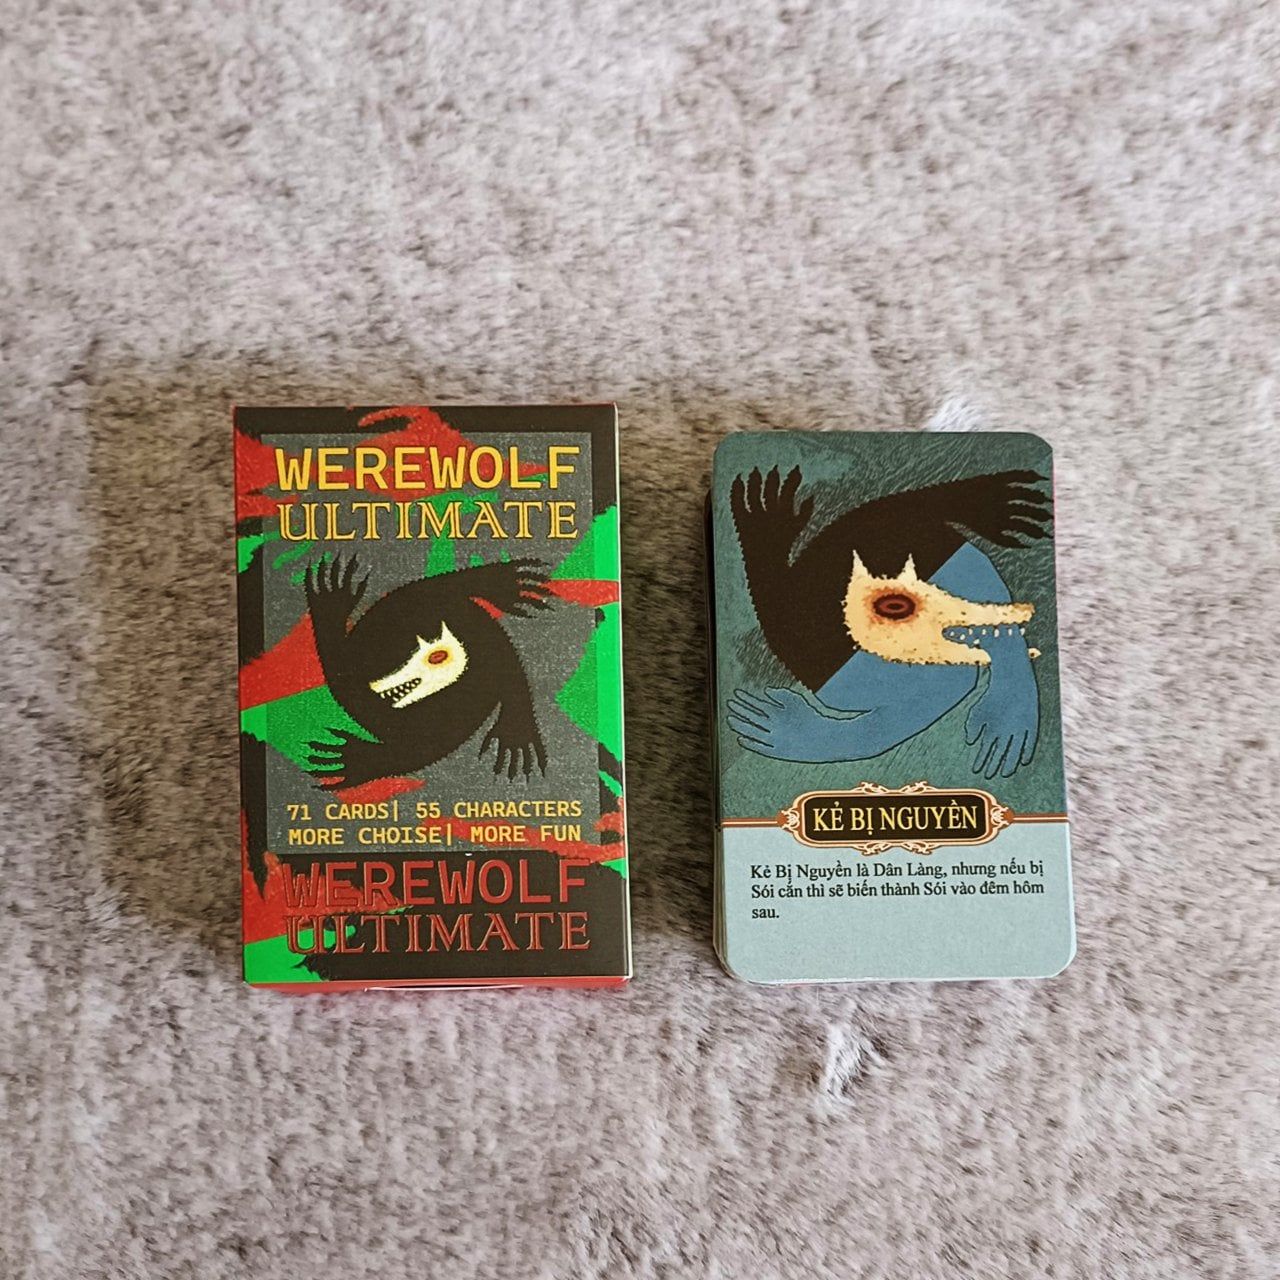 WEREWOLF
ULTIMATE
71 CARDS| 55 CHARACTERS
MORE CHOISE| MORE FUN
WEREWOLF
ULTIMATE
KẺ BỊ NGUYỀN
Kẻ Bị Nguyền là Dân Làng, nhưng nếu bị
Sói cắn thì sẽ biến thành Sói vào đêm hôm
sau.